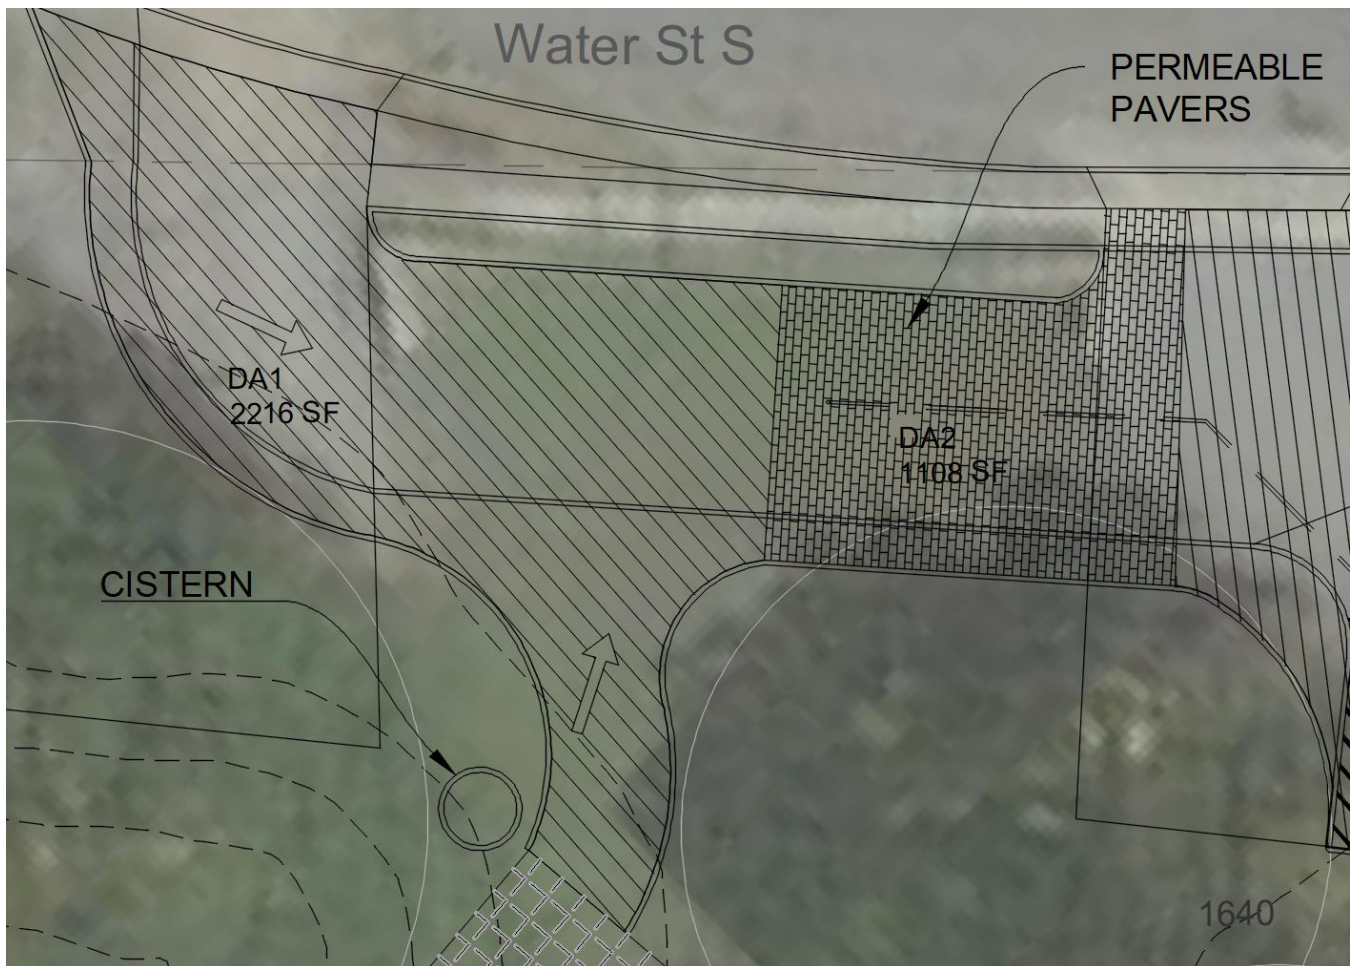 Water St S
PERMEABLE
PAVERS
DA1
2216 SF
DA2
1108 SF
CISTERN
1640